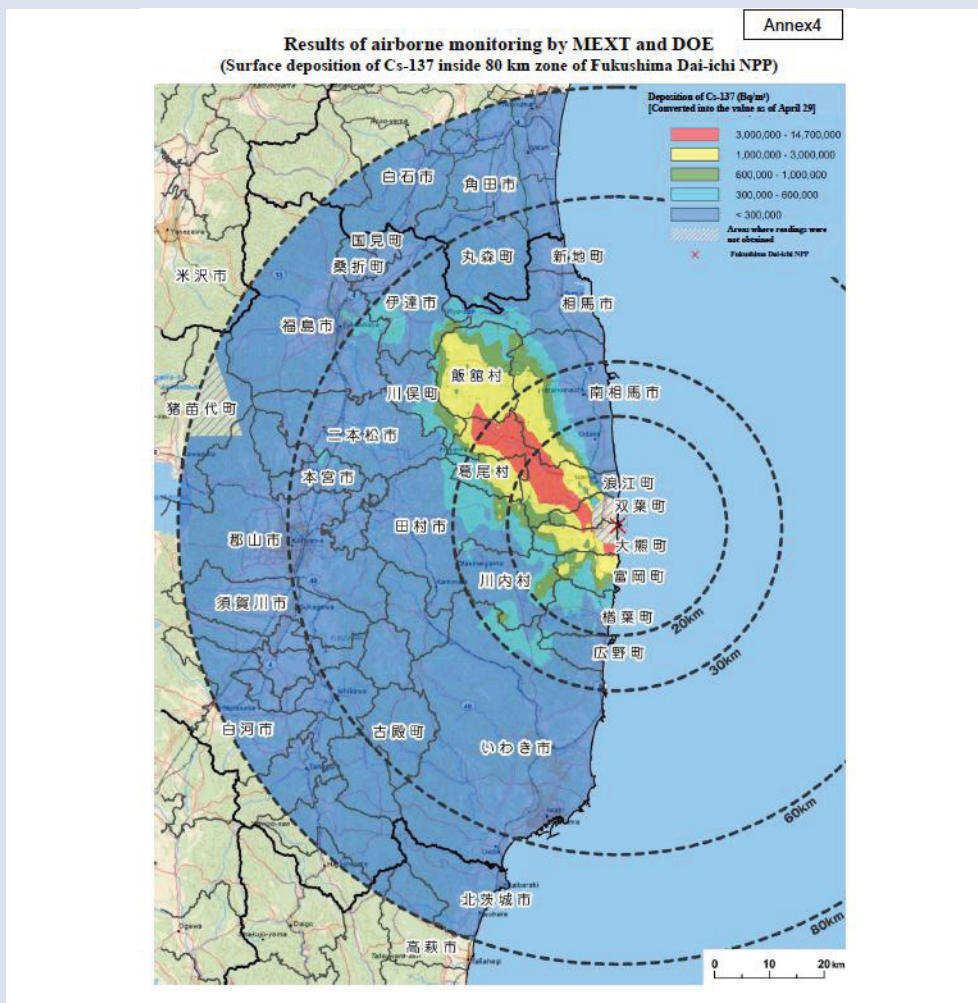 Annex4
Results of airborne monitoring by MEXT and DOE
(Surface deposition of Cs-137 inside 80 km zone of Fukushima Dai-ichi NPP)
Deposition of Cs-137 (Bq/m²)
[Converted into the value as of April 29]
3,000,000 - 14,700,000
1,000,000 - 3,000,000
600,000 - 1,000,000
300,000 - 600,000
< 300,000
Areas where readings were
not obtained
Fukushima Dai-ichi NPP
白石市
角田市
国見町
丸森町
新地町
桑折町
米沢市
伊達市
相馬市
福島市
飯舘村
川俣町
南相馬市
猪苗代町
二本松市
葛尾村
本宮市
浪江町
双葉町
田村市
郡山市
大熊町
川内村
富岡町
須賀川市
楢葉町
20km
広野町
30km
白河市
古殿町
いわき市
60km
北茨城市
80km
高萩市
Ogawa
Daigo
0 10 20 km